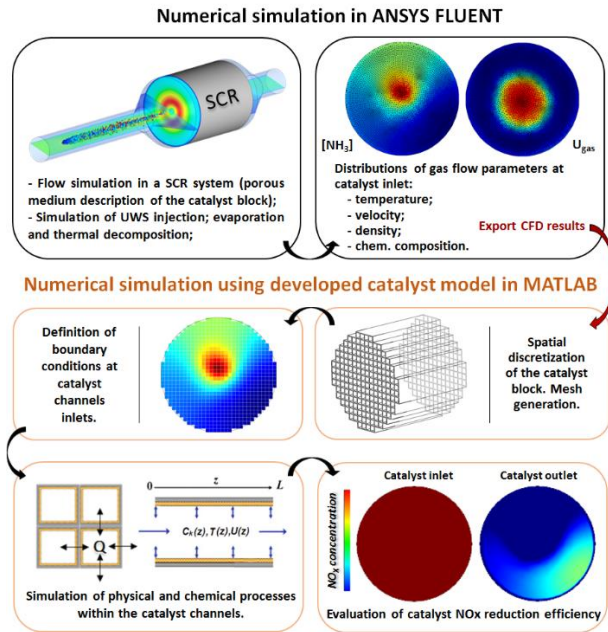 Numerical simulation in ANSYS FLUENT
SCR
- Flow simulation in a SCR system (porous
medium description of the catalyst block);
- Simulation of UWS injection; evaporation
and thermal decomposition;
[NH₃]
U_gas
Distributions of gas flow parameters at
catalyst inlet:
- temperature;
- velocity;
- density;
- chem. composition.
Export CFD results
Numerical simulation using developed catalyst model in MATLAB
Definition of
boundary
conditions at
catalyst
channels
inlets.
Spatial
discretization
of the catalyst
block. Mesh
generation.
Q
0 z L
Cₖ(z),T(z),U(z)
Simulation of physical and chemical processes
within the catalyst channels.
NOₓ concentration
Catalyst inlet
Catalyst outlet
Evaluation of catalyst NOx reduction efficiency